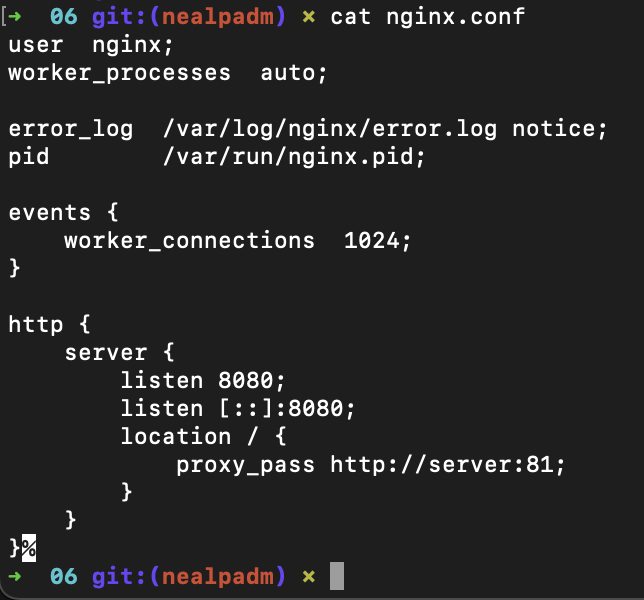 [➜  06 git:(nealpadm) ✗ cat nginx.conf
user  nginx;
worker_processes  auto;

error_log  /var/log/nginx/error.log notice;
pid        /var/run/nginx.pid;

events {
    worker_connections  1024;
}

http {
    server {
        listen 8080;
        listen [::]:8080;
        location / {
            proxy_pass http://server:81;
        }
    }
}%
➜  06 git:(nealpadm) ✗